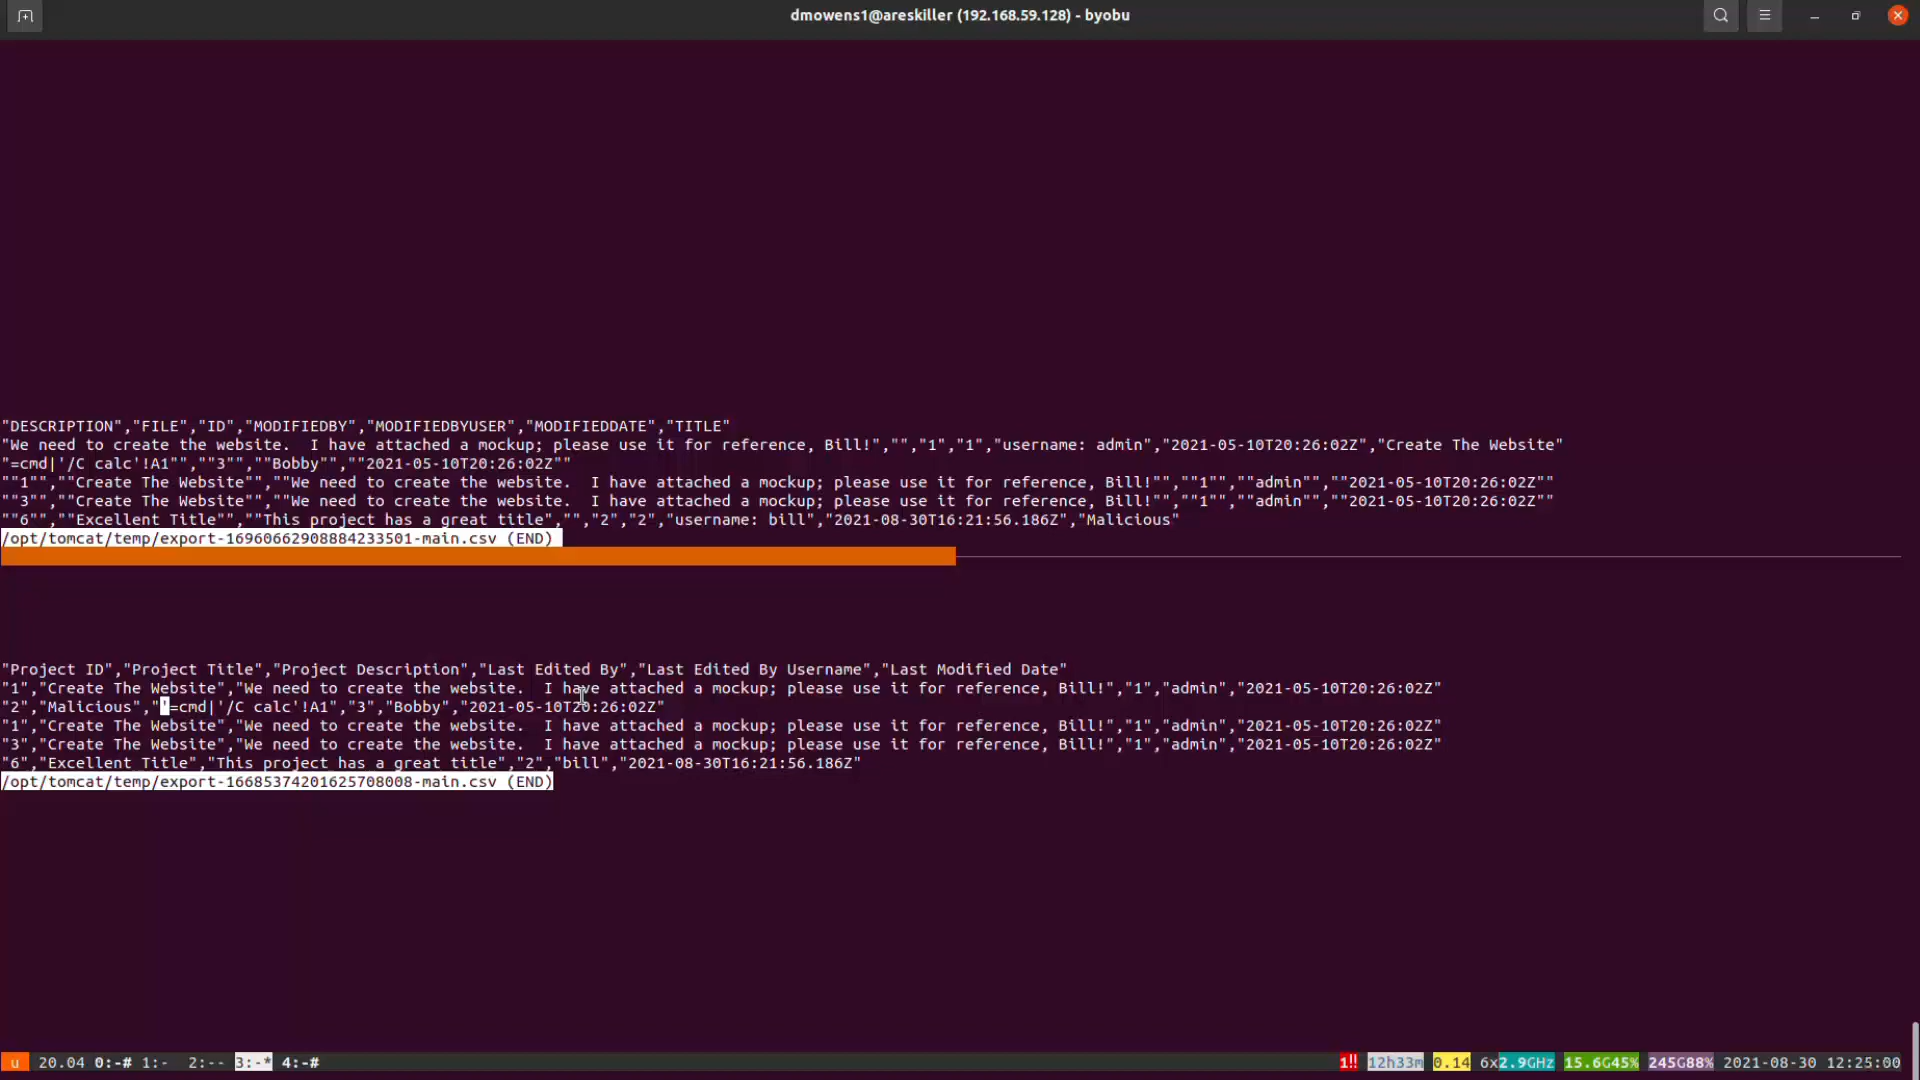 dmowens1@areskiller (192.168.59.128) - byobu
"DESCRIPTION","FILE","ID","MODIFIEDBY","MODIFIEDBYUSER","MODIFIEDDATE","TITLE"
"We need to create the website.  I have attached a mockup; please use it for reference, Bill!","","1","1","username: admin","2021-05-10T20:26:02Z","Create The Website"
"=cmd|'/C calc'!A1"",""3"",""Bobby"",""2021-05-10T20:26:02Z""
""1"",""Create The Website"",""We need to create the website.  I have attached a mockup; please use it for reference, Bill!"",""1"",""admin"",""2021-05-10T20:26:02Z""
""3"",""Create The Website"",""We need to create the website.  I have attached a mockup; please use it for reference, Bill!"",""1"",""admin"",""2021-05-10T20:26:02Z""
""6"",""Excellent Title"",""This project has a great title","","2","2","username: bill","2021-08-30T16:21:56.186Z","Malicious"
/opt/tomcat/temp/export-16960662908884233501-main.csv (END)
"Project ID","Project Title","Project Description","Last Edited By","Last Edited By Username","Last Modified Date"
"1","Create The Website","We need to create the website.  I have attached a mockup; please use it for reference, Bill!","1","admin","2021-05-10T20:26:02Z"
"2","Malicious","'=cmd|'/C calc'!A1","3","Bobby","2021-05-10T20:26:02Z"
"1","Create The Website","We need to create the website.  I have attached a mockup; please use it for reference, Bill!","1","admin","2021-05-10T20:26:02Z"
"3","Create The Website","We need to create the website.  I have attached a mockup; please use it for reference, Bill!","1","admin","2021-05-10T20:26:02Z"
"6","Excellent Title","This project has a great title","2","bill","2021-08-30T16:21:56.186Z"
/opt/tomcat/temp/export-16685374201625708008-main.csv (END)
u 20.04 0:-# 1:- 2:-- 3:-* 4:-# 1!! 12h33m 0.14 6x2.9GHz 15.6G45% 245G88% 2021-08-30 12:25:00